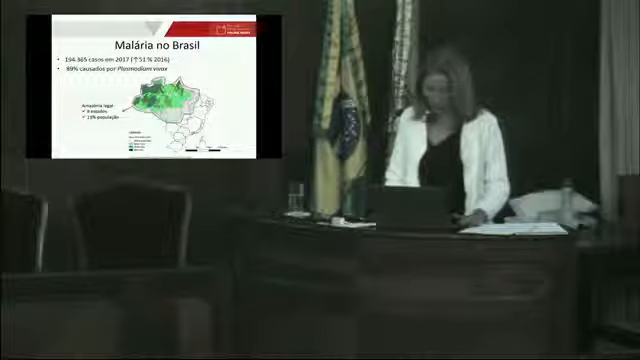 Malária no Brasil
• 194.365 casos em 2017 (↑51 % 2016)
• 89% causados por Plasmodium vivax
Amazônia legal:
✓ 9 estados
✓ 13% população